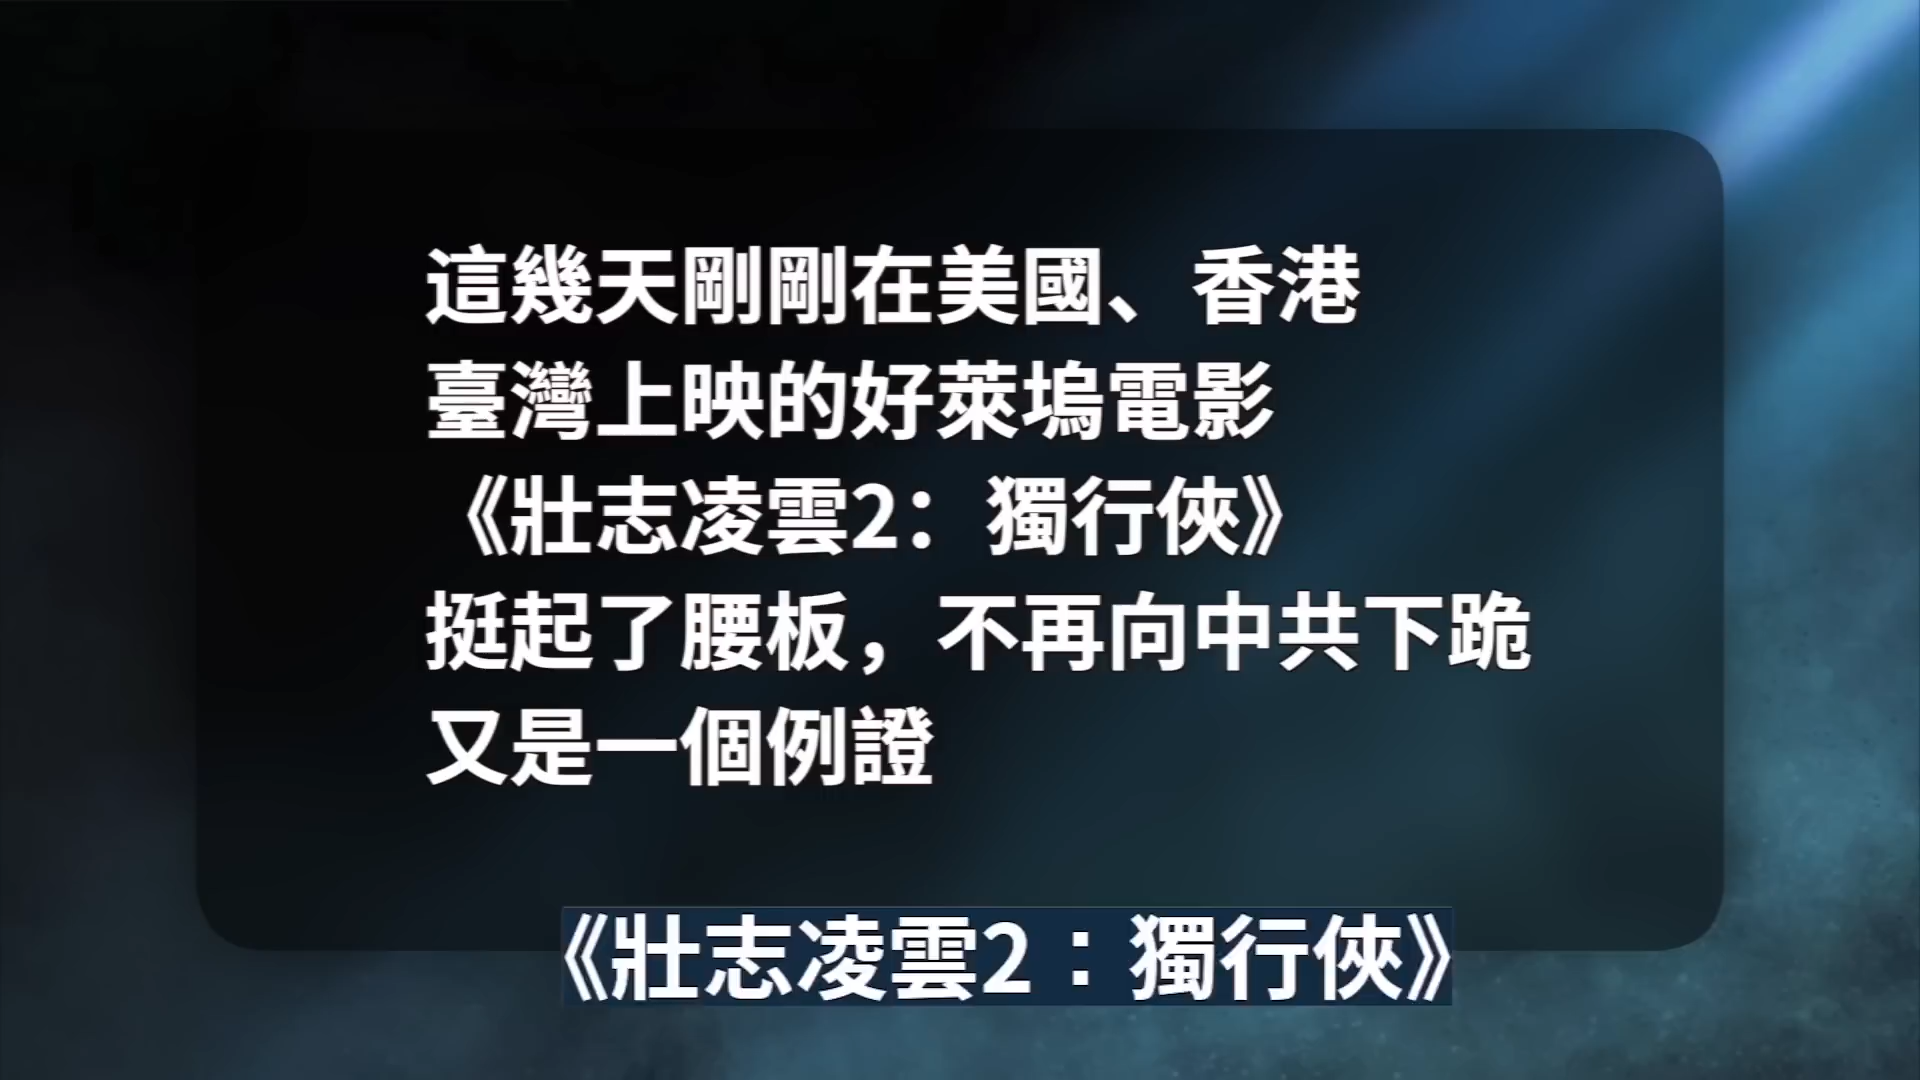 這幾天剛剛在美國、香港
臺灣上映的好萊塢電影
《壯志凌雲2：獨行俠》
挺起了腰板，不再向中共下跪
又是一個例證
《壯志凌雲2：獨行俠》